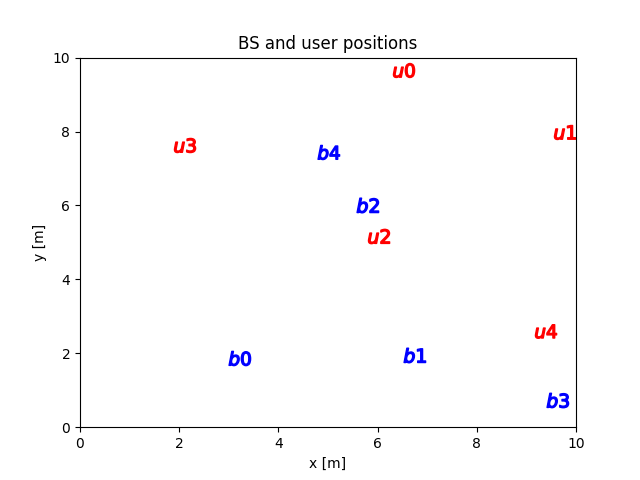 BS and user positions
10
u0
8
u1
u3
b4
y [m]
6
b2
u2
4
u4
2
b0
b1
b3
0
0 2 4 6 8 10
x [m]